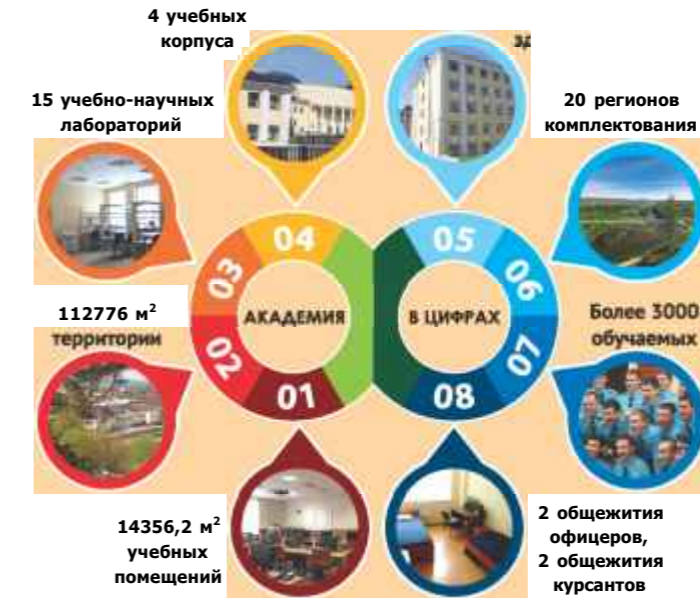 4 учебных
корпуса
15 учебно-научных
лабораторий
20 регионов
комплектования
04
05
03
06
АКАДЕМИЯ
В ЦИФРАХ
112776 м²
территории
Более 3000
обучаемых
02
07
01
08
14356,2 м²
учебных
помещений
2 общежития
офицеров,
2 общежития
курсантов